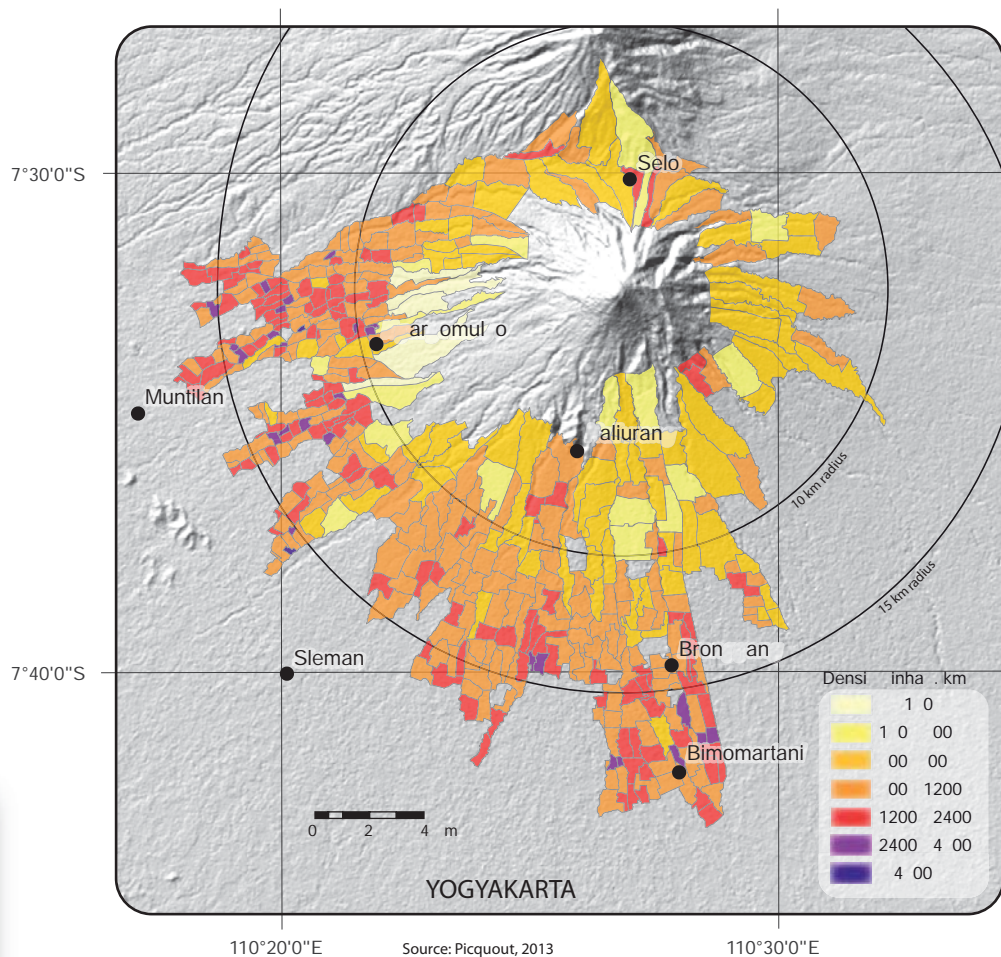 7°30'0"S
Selo
ar omul o
Muntilan
aliuran
10 km radius
15 km radius
7°40'0"S
Sleman
Bron an
Densi inha . km
1 0
1 0 00
00 00
00 1200
1200 2400
2400 4 00
4 00
Bimomartani
0 2 4 m
YOGYAKARTA
110°20'0"E
Source: Picquout, 2013
110°30'0"E